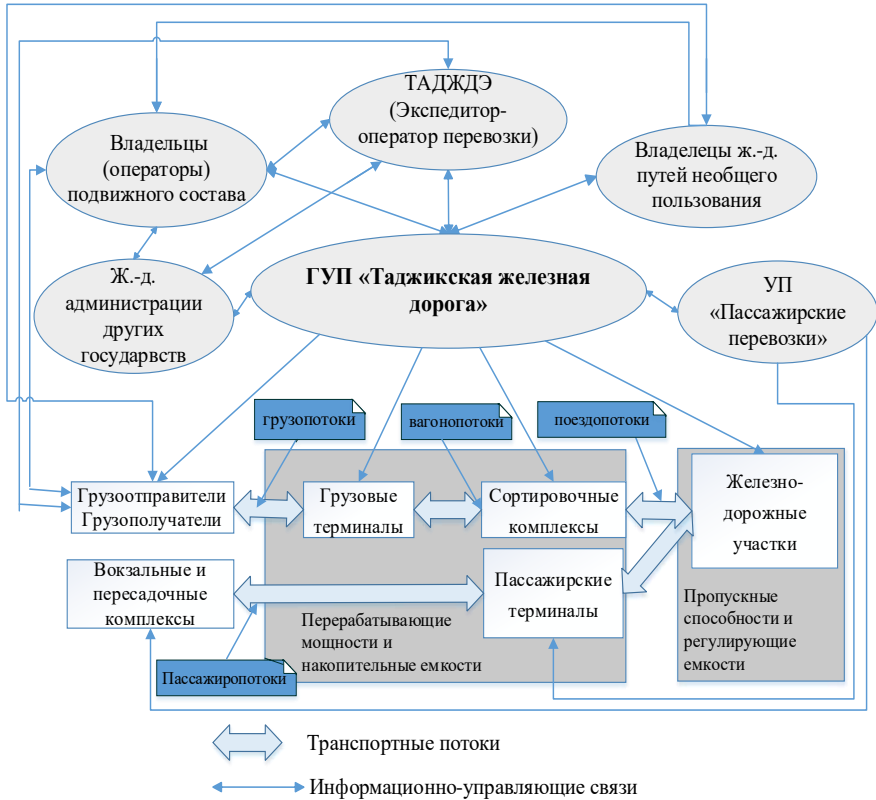 ТАДЖДЭ
(Экспедитор-
оператор перевозки)
Владельцы
(операторы)
подвижного состава
Владелецы ж.-д.
путей необщего
пользования
Ж.-д.
администрации
других
государвств
ГУП «Таджикская железная
дорога»
УП
«Пассажирские
перевозки»
грузопотоки
вагонопотоки
поездопотоки
Грузоотправители
Грузополучатели
Грузовые
терминалы
Сортировочные
комплексы
Железно-
дорожные
участки
Вокзальные и
пересадочные
комплексы
Пассажирские
терминалы
Перерабатывающие
мощности и
накопительные емкости
Пропускные
способности и
регулирующие
емкости
Пассажиропотоки
Транспортные потоки
Информационно-управляющие связи